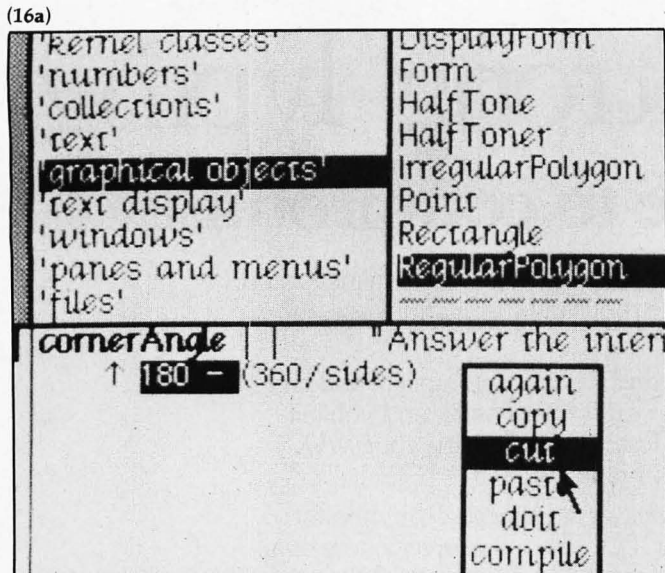 (16a)
'kernel classes'
'numbers'
'collections'
'text'
'graphical objects'
'text display'
'windows'
'panes and menus'
'files'
DisplayForm
Form
HalfTone
HalfToner
IrregularPolygon
Point
Rectangle
RegularPolygon
cornerAngle | | "Answer the inter
↑ 180 - (360/sides)
again
copy
cut
paste
doit
compile